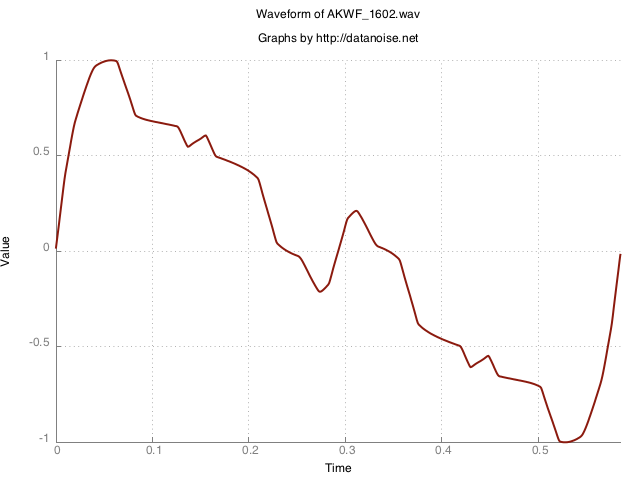 Waveform of AKWF_1602.wav
Graphs by http://datanoise.net
1
0.5
0
-0.5
-1
Value
0 0.1 0.2 0.3 0.4 0.5
Time